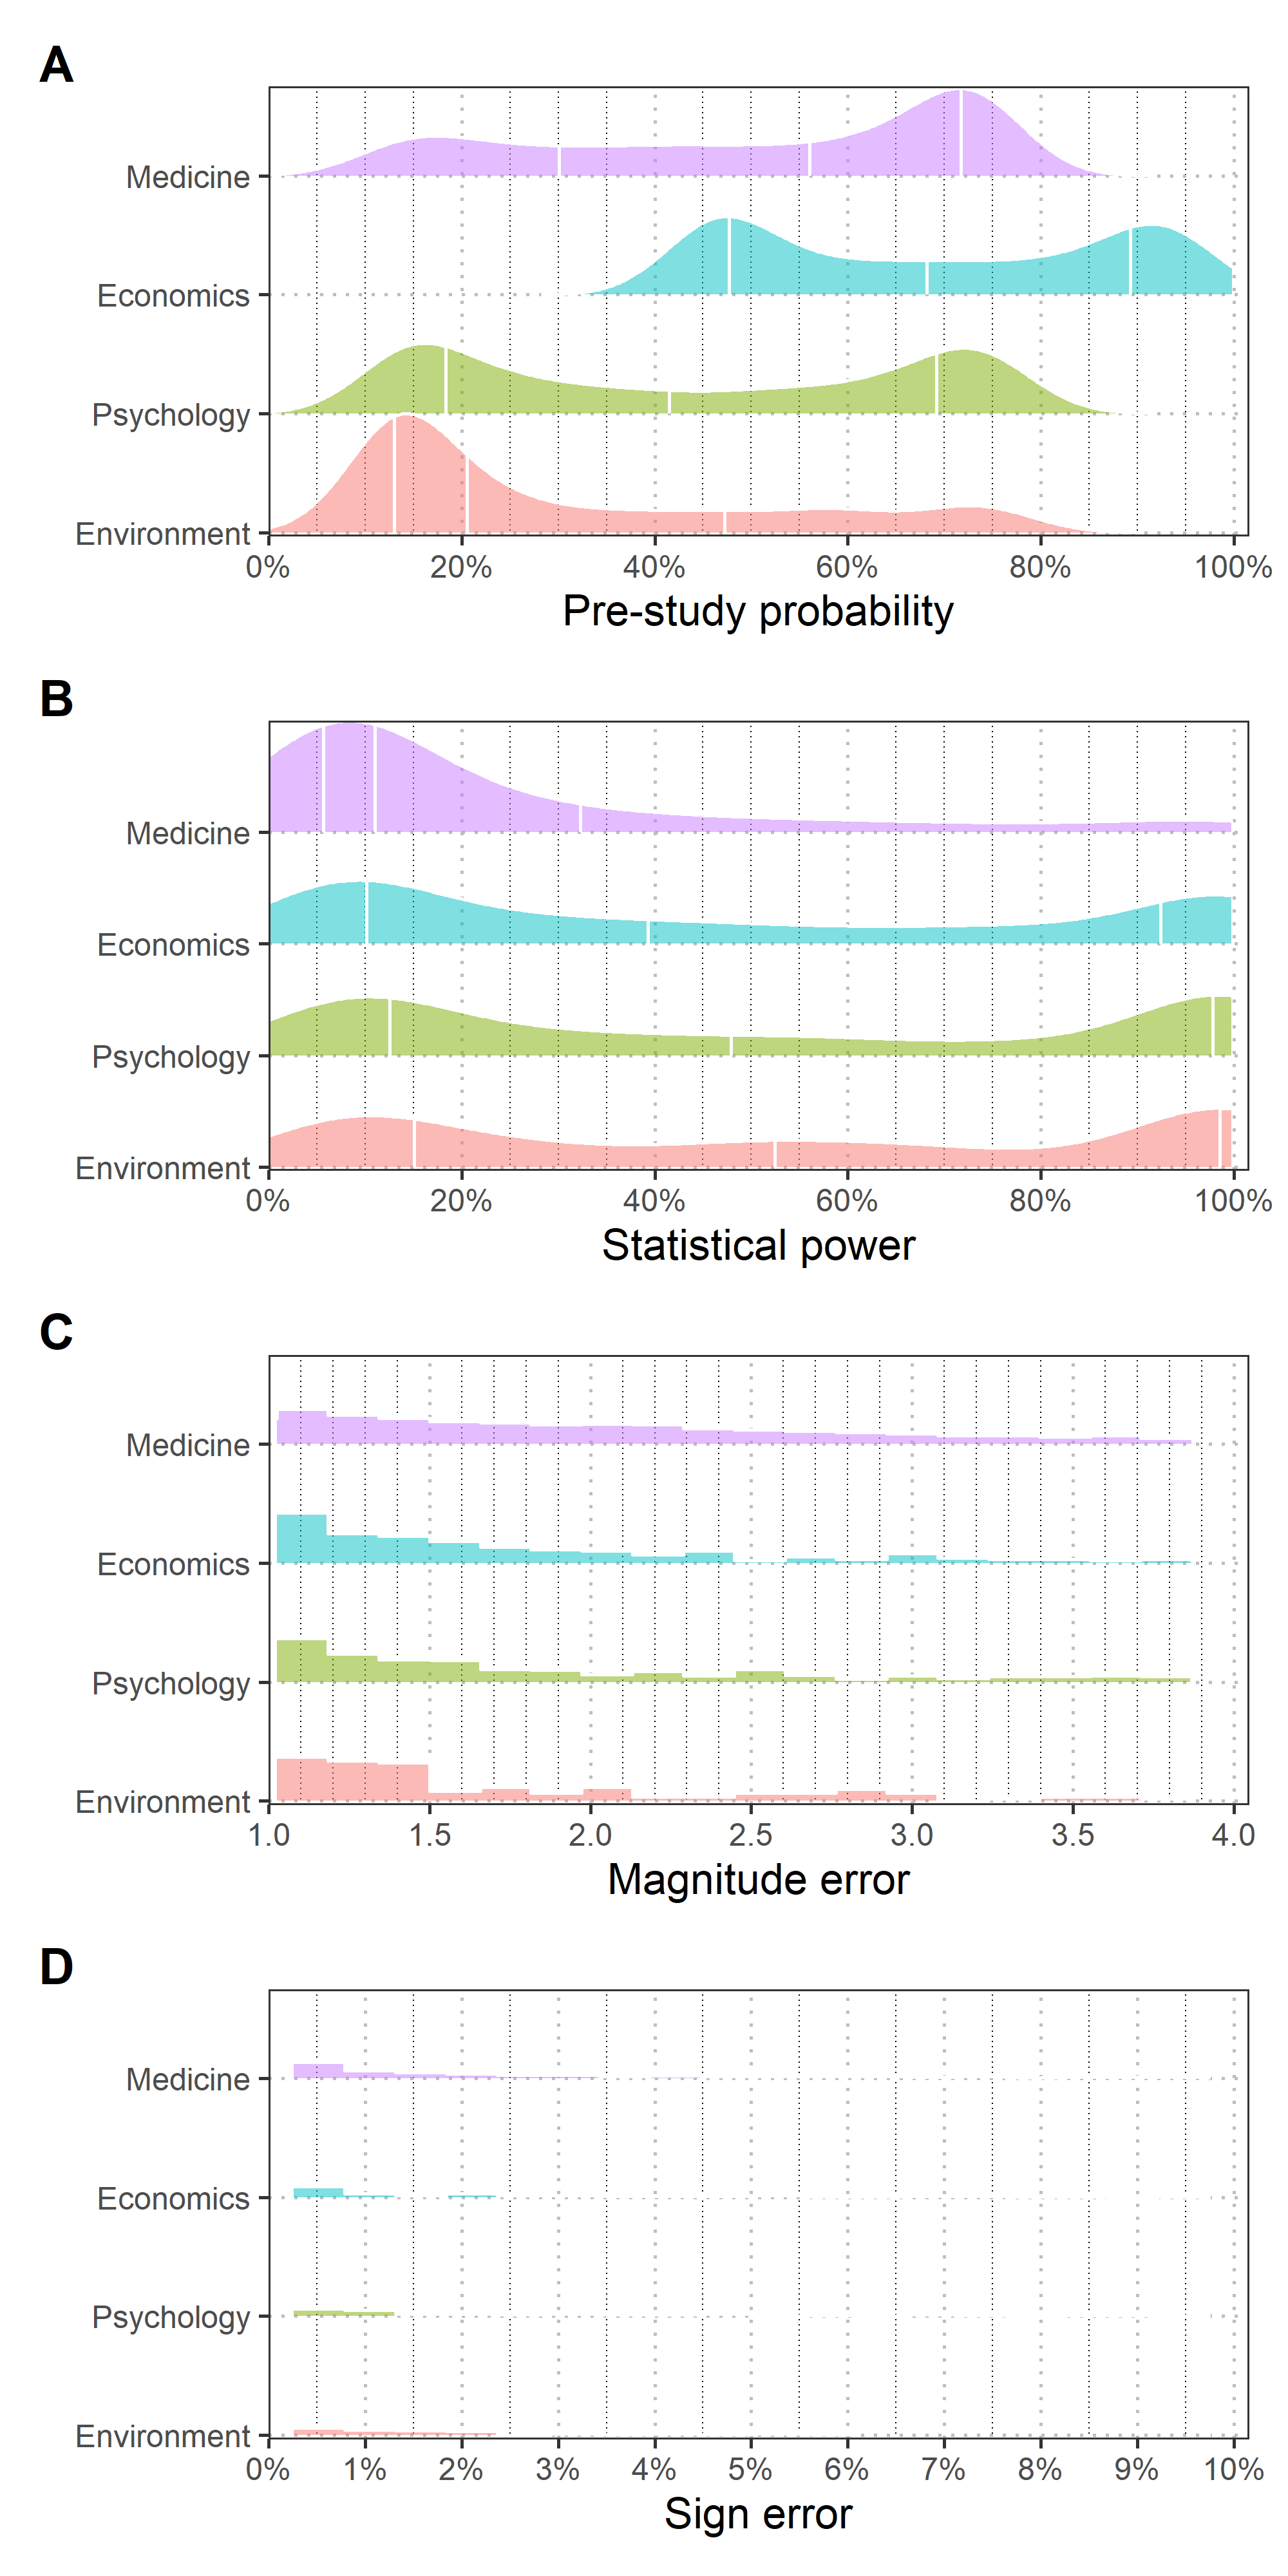 A
Medicine
Economics
Psychology
Environment
0% 20% 40% 60% 80% 100%
Pre-study probability
B
Medicine
Economics
Psychology
Environment
0% 20% 40% 60% 80% 100%
Statistical power
C
Medicine
Economics
Psychology
Environment
1.0 1.5 2.0 2.5 3.0 3.5 4.0
Magnitude error
D
Medicine
Economics
Psychology
Environment
0% 1% 2% 3% 4% 5% 6% 7% 8% 9% 10%
Sign error